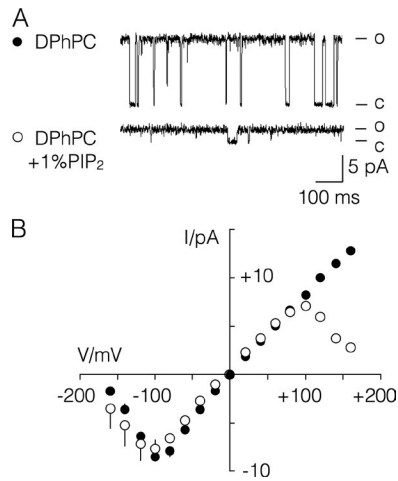 A
● DPhPC
O
C
○ DPhPC
+1%PIP₂
O
C
5 pA
100 ms
B
I/pA
+10
V/mV
-200 -100 +100 +200
-10